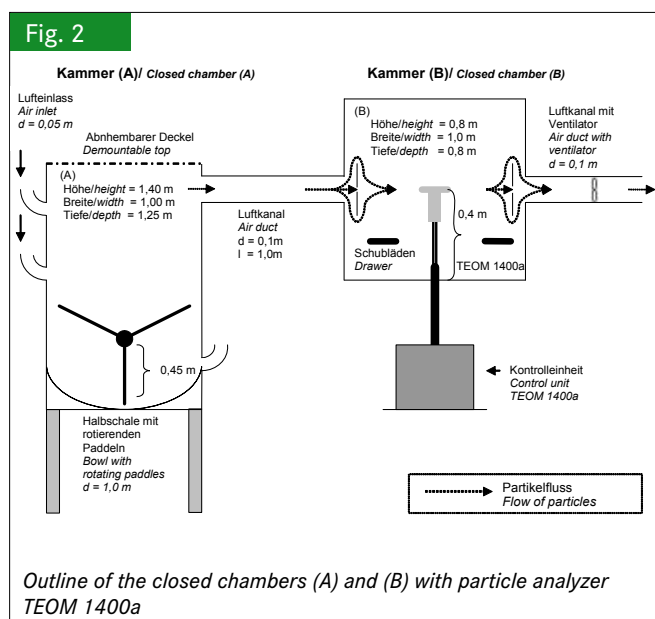 Fig. 2
Kammer (A)/ Closed chamber (A)
Kammer (B)/ Closed chamber (B)
Lufteinlass
Air inlet
d = 0,05 m
Abnhembarer Deckel
Demountable top
(A)
Höhe/height = 1,40 m
Breite/width = 1,00 m
Tiefe/depth = 1,25 m
Luftkanal
Air duct
d = 0,1m
l = 1,0m
(B)
Höhe/height = 0,8 m
Breite/width = 1,0 m
Tiefe/depth = 0,8 m
Luftkanal mit
Ventilator
Air duct with
ventilator
d = 0,1 m
0,4 m
Schubläden
Drawer
TEOM 1400a
0,45 m
Kontrolleinheit
Control unit
TEOM 1400a
Halbschale mit
rotierenden
Paddeln
Bowl with
rotating paddles
d = 1,0 m
Partikelfluss
Flow of particles
Outline of the closed chambers (A) and (B) with particle analyzer
TEOM 1400a